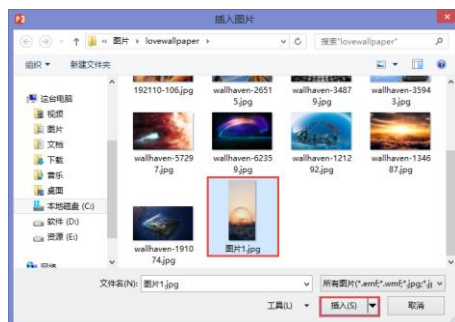 插入图片
图片 › lovewallpaper ›
搜索"lovewallpaper"
组织
新建文件夹
这台电脑
视频
图片
文档
下载
音乐
桌面
本地磁盘 (C:)
软件 (D:)
资源 (E:)
网络
192110-106.jpg
wallhaven-2651
5.jpg
wallhaven-3487
9.jpg
wallhaven-3594
3.jpg
wallhaven-5729
7.jpg
wallhaven-6235
9.jpg
wallhaven-1212
92.jpg
wallhaven-1346
87.jpg
wallhaven-1910
74.jpg
图片1.jpg
文件名(N):
图片1.jpg
所有图片(*.emf;*.wmf;*.jpg;*.j
工具(L)
插入(S)
取消